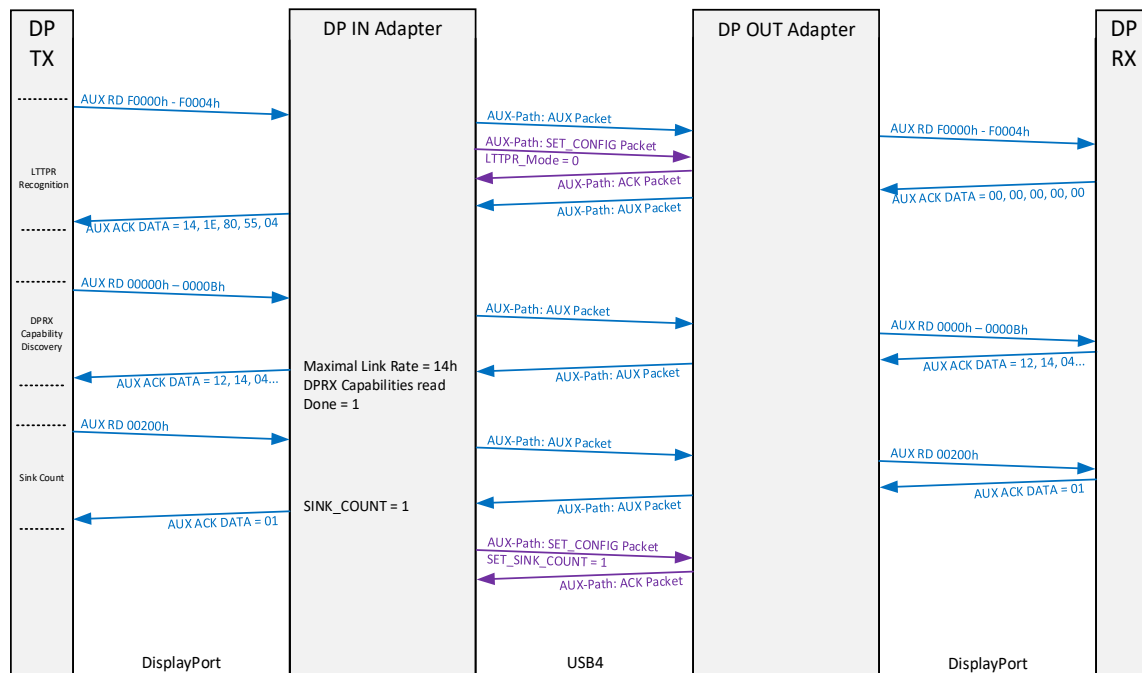 DP
TX
DP IN Adapter
DP OUT Adapter
DP
RX
AUX RD F0000h - F0004h
AUX-Path: AUX Packet
AUX RD F0000h - F0004h
AUX-Path: SET_CONFIG Packet
LTTPR_Mode = 0
LTTPR
Recognition
AUX-Path: ACK Packet
AUX ACK DATA = 00, 00, 00, 00, 00
AUX-Path: AUX Packet
AUX ACK DATA = 14, 1E, 80, 55, 04
AUX RD 00000h – 0000Bh
AUX-Path: AUX Packet
DPRX
Capability
Discovery
AUX RD 0000h – 0000Bh
Maximal Link Rate = 14h
DPRX Capabilities read
Done = 1
AUX-Path: AUX Packet
AUX ACK DATA = 12, 14, 04...
AUX ACK DATA = 12, 14, 04...
AUX RD 00200h
AUX-Path: AUX Packet
AUX RD 00200h
Sink Count
AUX ACK DATA = 01
SINK_COUNT = 1
AUX-Path: AUX Packet
AUX ACK DATA = 01
AUX-Path: SET_CONFIG Packet
SET_SINK_COUNT = 1
AUX-Path: ACK Packet
DisplayPort
USB4
DisplayPort